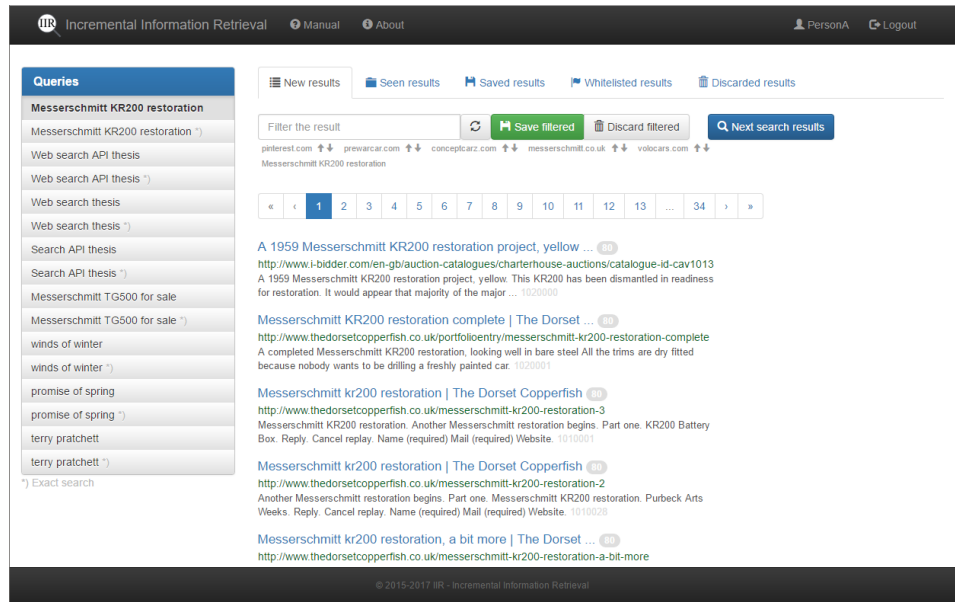 IIR Incremental Information Retrieval Manual About PersonA Logout
Queries
Messerschmitt KR200 restoration
Messerschmitt KR200 restoration *)
Web search API thesis
Web search API thesis *)
Web search thesis
Web search thesis *)
Search API thesis
Search API thesis *)
Messerschmitt TG500 for sale
Messerschmitt TG500 for sale *)
winds of winter
winds of winter *)
promise of spring
promise of spring *)
terry pratchett
terry pratchett *)
*) Exact search
New results Seen results Saved results Whitelisted results Discarded results
Filter the result Save filtered Discard filtered Next search results
pinterest.com prewarcar.com conceptcarz.com messerschmitt.co.uk volocars.com
Messerschmitt KR200 restoration
« ‹ 1 2 3 4 5 6 7 8 9 10 11 12 13 ... 34 › »
A 1959 Messerschmitt KR200 restoration project, yellow ... 80
http://www.i-bidder.com/en-gb/auction-catalogues/charterhouse-auctions/catalogue-id-cav1013
A 1959 Messerschmitt KR200 restoration project, yellow. This KR200 has been dismantled in readiness
for restoration. It would appear that majority of the major ... 1020000
Messerschmitt KR200 restoration complete | The Dorset ... 80
http://www.thedorsetcopperfish.co.uk/portfolioentry/messerschmitt-kr200-restoration-complete
A completed Messerschmitt KR200 restoration, looking well in bare steel All the trims are dry fitted
because nobody wants to be drilling a freshly painted car. 1020001
Messerschmitt kr200 restoration | The Dorset Copperfish 80
http://www.thedorsetcopperfish.co.uk/messerschmitt-kr200-restoration-3
Messerschmitt KR200 restoration. Another Messerschmitt restoration begins. Part one. KR200 Battery
Box. Reply. Cancel replay. Name (required) Mail (required) Website. 1010001
Messerschmitt kr200 restoration | The Dorset Copperfish 80
http://www.thedorsetcopperfish.co.uk/messerschmitt-kr200-restoration-2
Another Messerschmitt restoration begins. Part one. Messerschmitt KR200 restoration. Purbeck Arts
Weeks. Reply. Cancel replay. Name (required) Mail (required) Website. 1010028
Messerschmitt kr200 restoration, a bit more | The Dorset ... 80
http://www.thedorsetcopperfish.co.uk/messerschmitt-kr200-restoration-a-bit-more
© 2015-2017 IIR - Incremental Information Retrieval